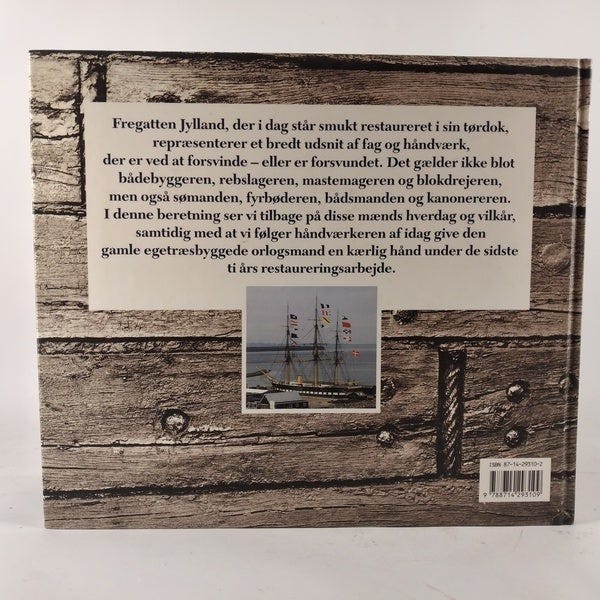 Fregatten Jylland, der i dag står smukt restaureret i sin tørdok,
repræsenterer et bredt udsnit af fag og håndværk,
der er ved at forsvinde – eller er forsvundet. Det gælder ikke blot
bådebyggeren, rebslageren, mastemageren og blokdrejeren,
men også sømanden, fyrbøderen, bådsmanden og kanonereren.
I denne beretning ser vi tilbage på disse mænds hverdag og vilkår,
samtidig med at vi følger håndværkeren af idag give den
gamle egetræsbyggede orlogsmand en kærlig hånd under de sidste
ti års restaureringsarbejde.
ISBN 87-14-29310-2
9 788714 293109